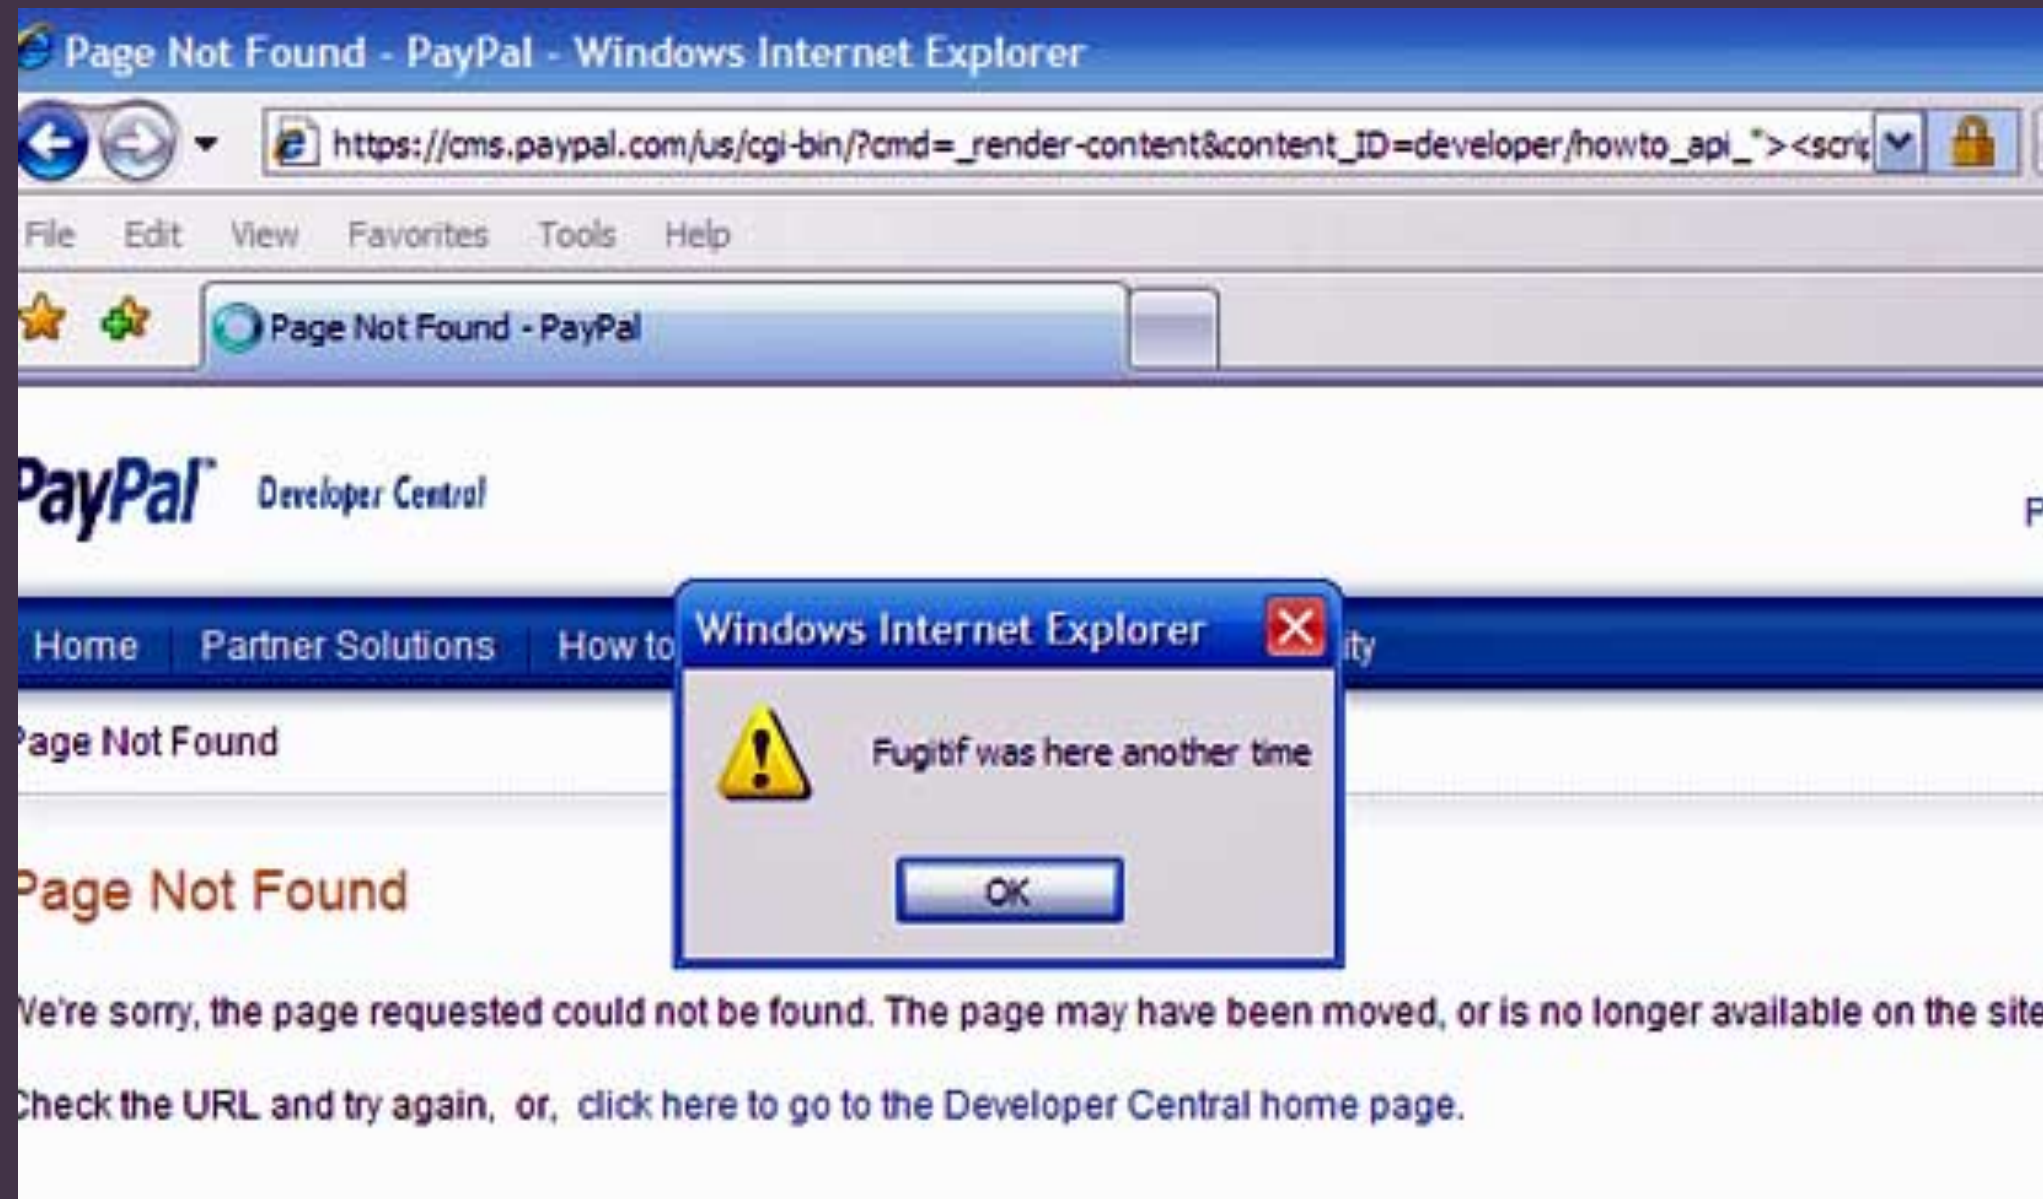 Page Not Found - PayPal - Windows Internet Explorer
https://cms.paypal.com/us/cgi-bin/?cmd=_render-content&content_ID=developer/howto_api_"><scrip
File Edit View Favorites Tools Help
Page Not Found - PayPal
PayPal™ Developer Central
P
Home Partner Solutions How to ity
Windows Internet Explorer
Page Not Found
Fugitif was here another time
OK
Page Not Found
We're sorry, the page requested could not be found. The page may have been moved, or is no longer available on the site
Check the URL and try again, or, click here to go to the Developer Central home page.